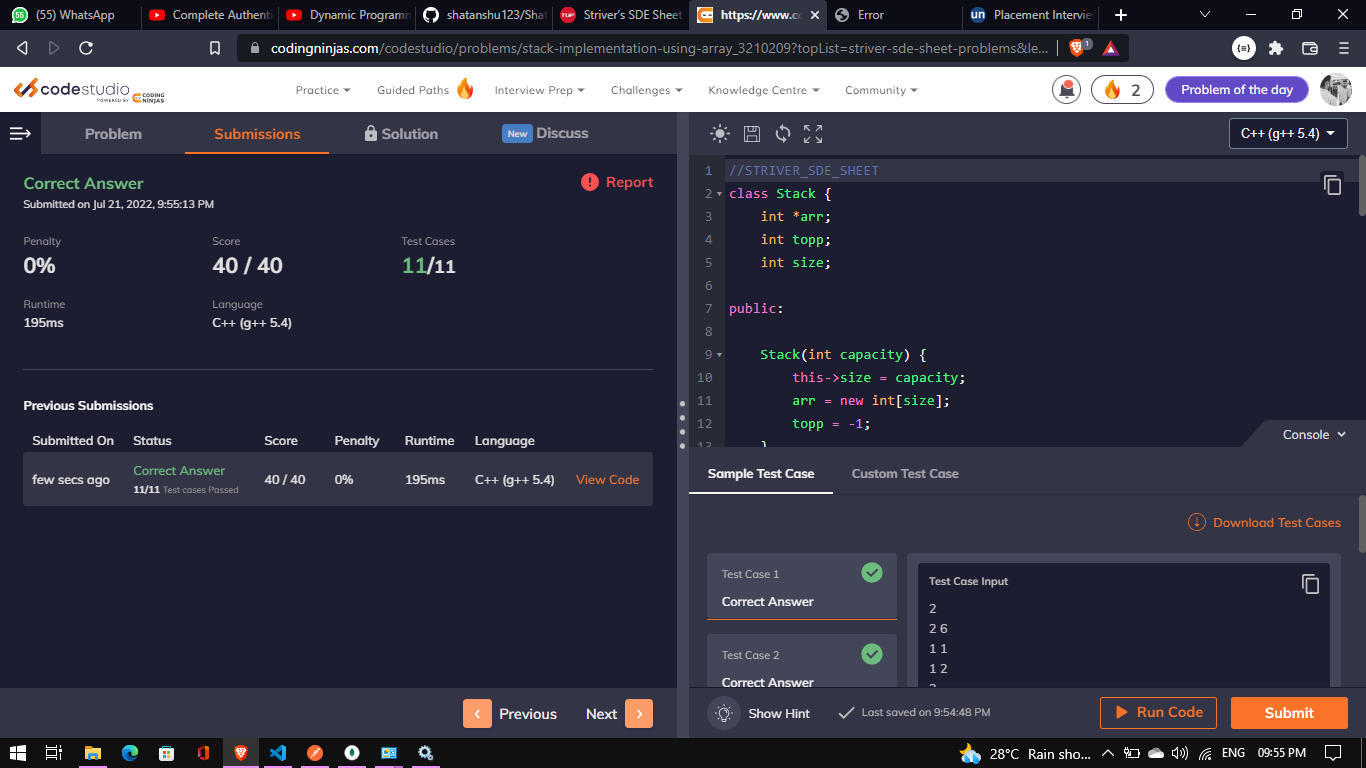 (55) WhatsApp
Complete Authenti
Dynamic Programm
shatanshu123/Shat
Striver's SDE Sheet
https://www.co
Error
un Placement Intervie
codingninjas.com/codestudio/problems/stack-implementation-using-array_3210209?topList=striver-sde-sheet-problems&le...
1
codestudio
POWERED BY CODING NINJAS
Practice
Guided Paths
Interview Prep
Challenges
Knowledge Centre
Community
2
Problem of the day
Problem
Submissions
Solution
New Discuss
C++ (g++ 5.4)
Correct Answer
Report
Submitted on Jul 21, 2022, 9:55:13 PM
Penalty
Score
Test Cases
0%
40 / 40
11/11
Runtime
Language
195ms
C++ (g++ 5.4)
Previous Submissions
Submitted On Status Score Penalty Runtime Language
few secs ago Correct Answer 40 / 40 0% 195ms C++ (g++ 5.4) View Code
11/11 Test cases Passed
Previous
Next
1 //STRIVER_SDE_SHEET
2 class Stack {
3 int *arr;
4 int topp;
5 int size;
6
7 public:
8
9 Stack(int capacity) {
10 this->size = capacity;
11 arr = new int[size];
12 topp = -1;
13 }
Console
Sample Test Case
Custom Test Case
Download Test Cases
Test Case 1
Correct Answer
Test Case 2
Correct Answer
Test Case Input
2
2 6
1 1
1 2
2
Show Hint
Last saved on 9:54:48 PM
Run Code
Submit
28°C Rain sho...
ENG
09:55 PM